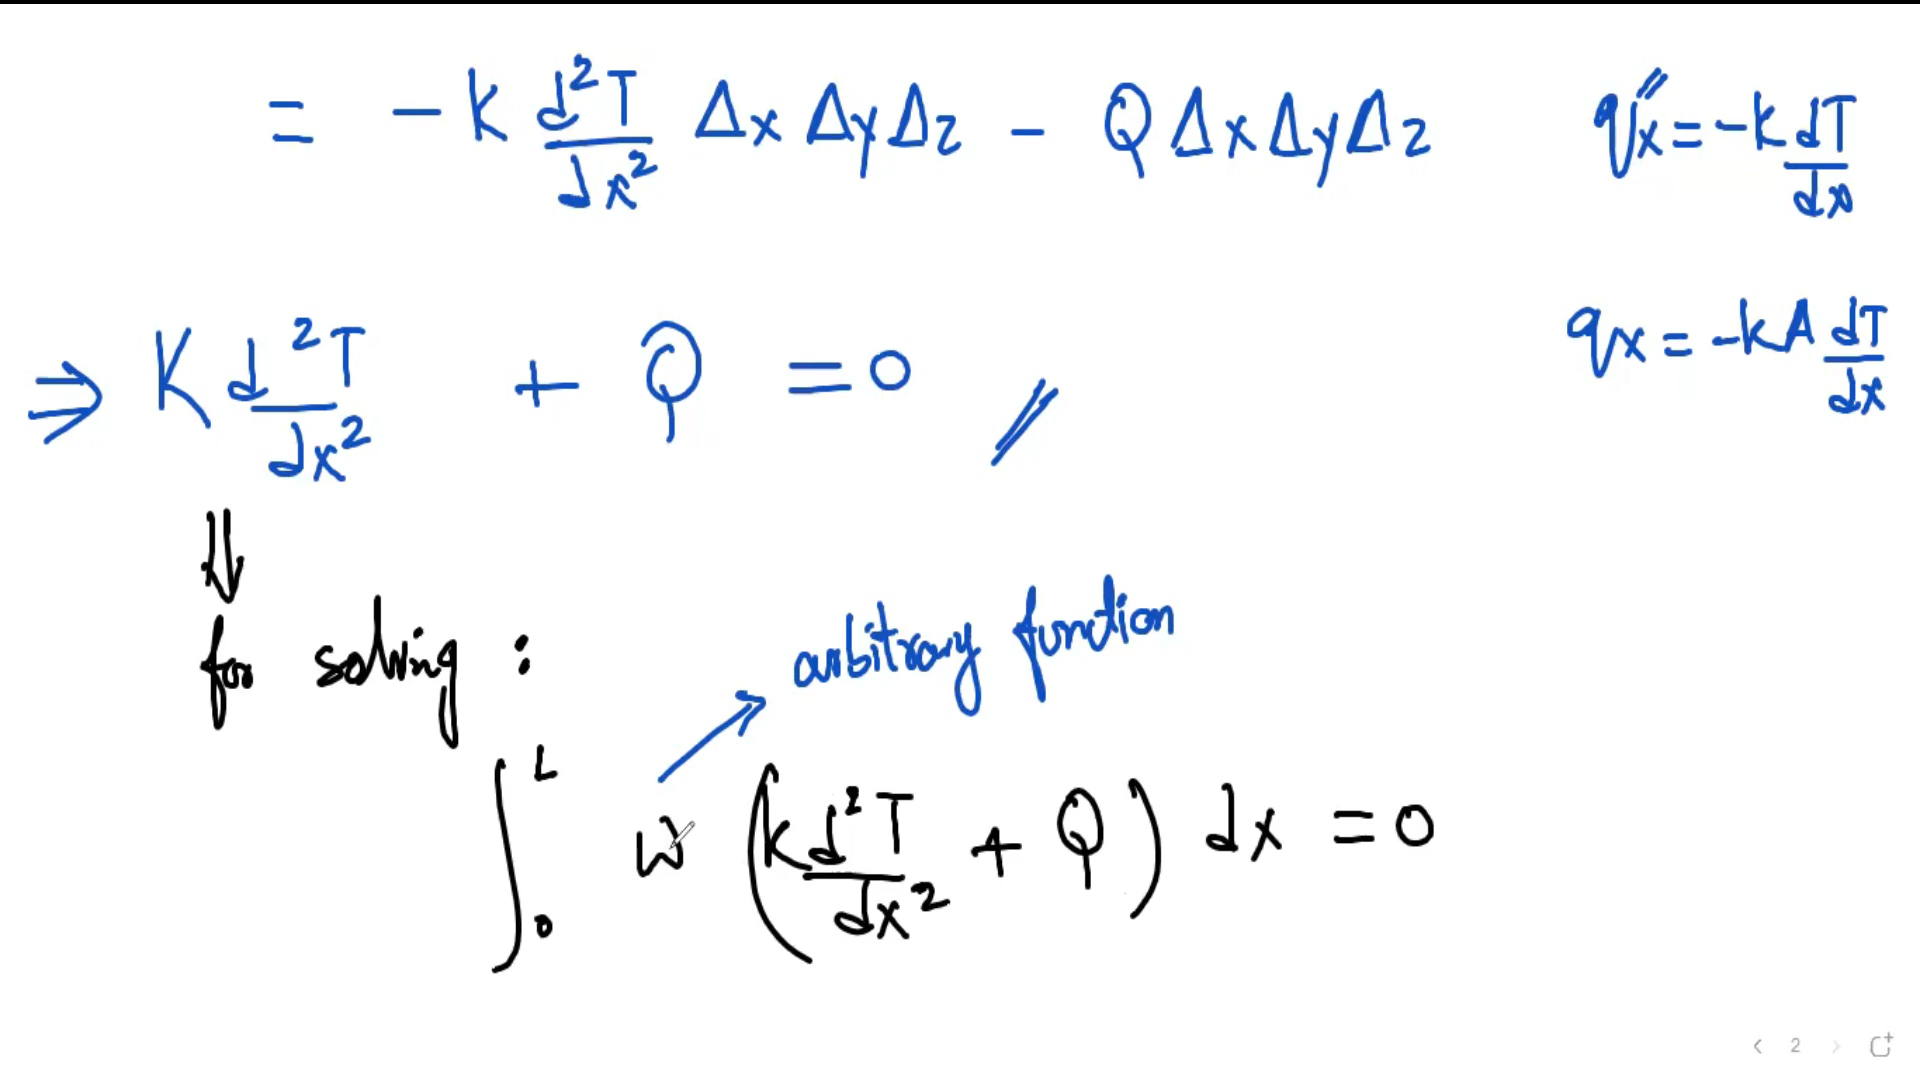 = - k d²T/dx² Δx Δy Δz - Q Δx Δy Δz
q″x = -k dT/dx
⇒ K d²T/dx² + Q = 0 //
qx = -kA dT/dx
⇓
for solving :
arbitrary function
∫₀ᴸ w (k d²T/dx² + Q) dx = 0
< 2 >